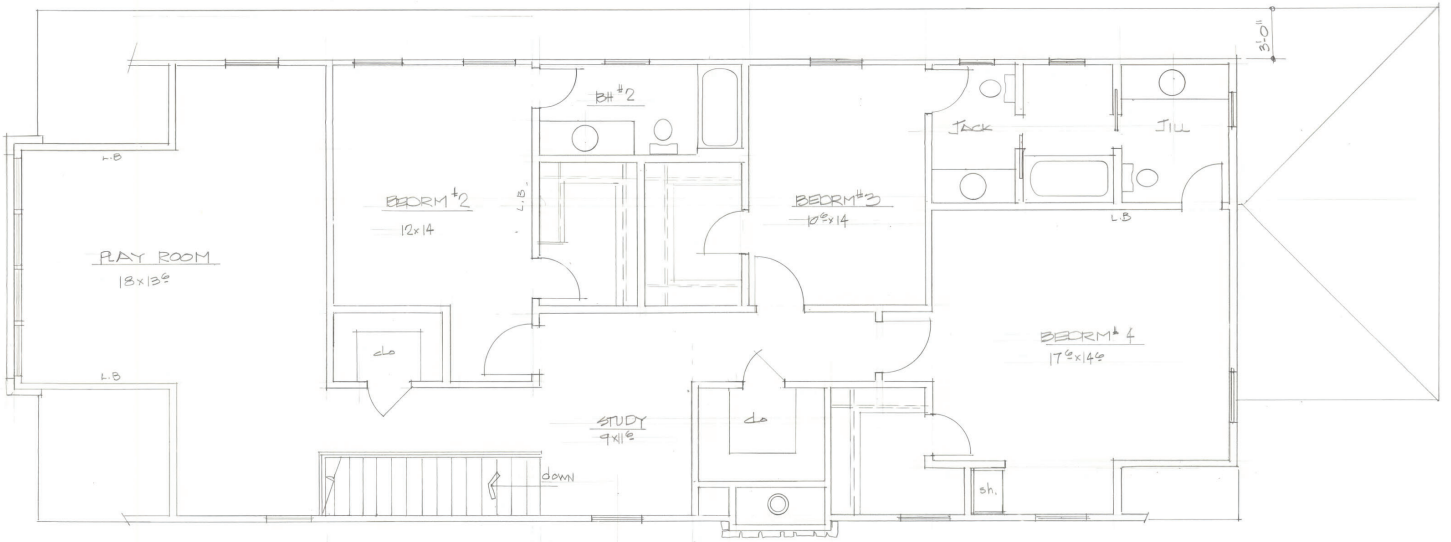 3'-0"
BH #2
JACK
JILL
L.B
BEDRM #2
12x14
L.B.
BEDRM #3
10⁶x14
L.B
PLAY ROOM
18x13⁶
BEDRM # 4
17⁶x14⁶
clo
L.B
STUDY
9x11⁶
clo
down
sh.